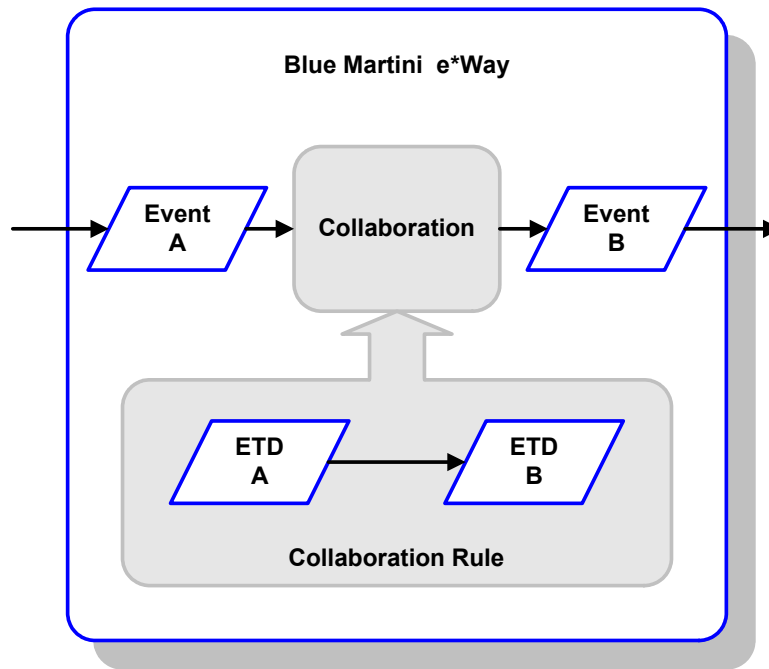 Blue Martini e*Way
Event
A
Collaboration
Event
B
ETD
A
ETD
B
Collaboration Rule